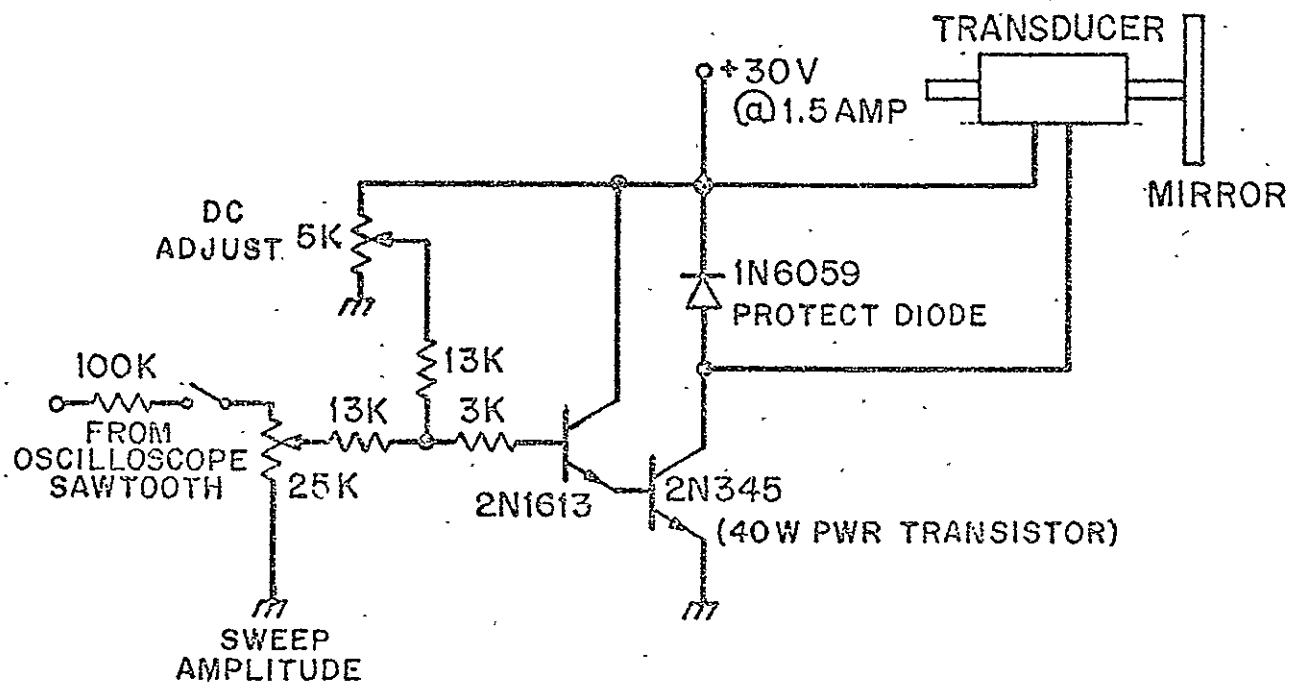 TRANSDUCER
+30V
@1.5 AMP
MIRROR
DC
ADJUST
5K
1N6059
PROTECT DIODE
100K
13K
13K
3K
FROM
OSCILLOSCOPE
SAWTOOTH
25K
2N1613
2N345
(40W PWR TRANSISTOR)
SWEEP
AMPLITUDE